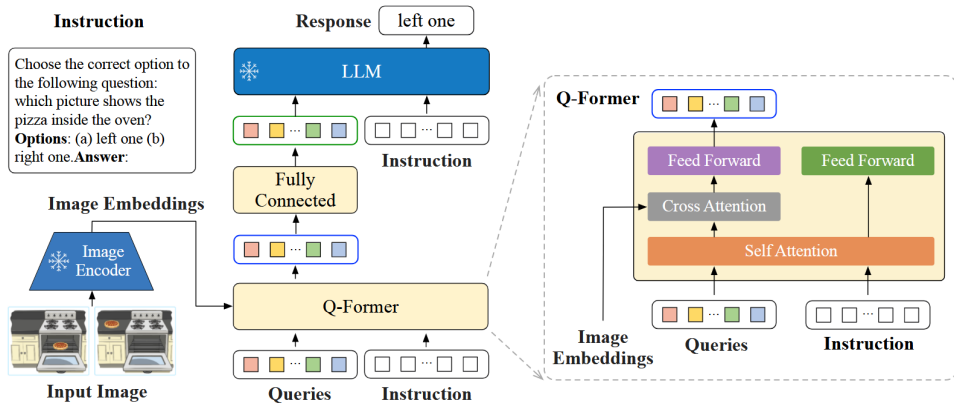 Instruction
Choose the correct option to
the following question:
which picture shows the
pizza inside the oven?
Options: (a) left one (b)
right one.Answer:
Response
left one
LLM
Instruction
Fully
Connected
Image Embeddings
Image
Encoder
Q-Former
Input Image
Queries
Instruction
Q-Former
Feed Forward
Feed Forward
Cross Attention
Self Attention
Image
Embeddings
Queries
Instruction